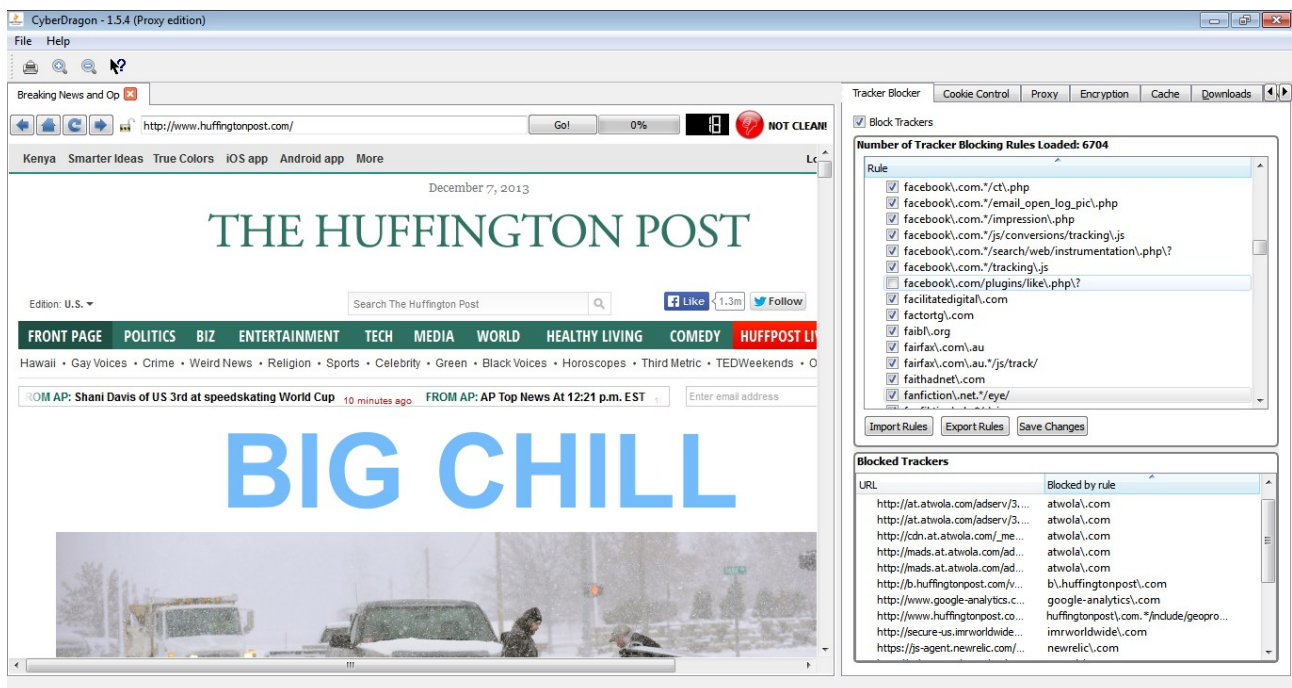 CyberDragon - 1.5.4 (Proxy edition)
File Help
Breaking News and Op
http://www.huffingtonpost.com/ Go! 0% 18 NOT CLEAN!
Kenya Smarter Ideas True Colors iOS app Android app More
December 7, 2013
THE HUFFINGTON POST
Edition: U.S. Search The Huffington Post Like 1.3m Follow
FRONT PAGE POLITICS BIZ ENTERTAINMENT TECH MEDIA WORLD HEALTHY LIVING COMEDY HUFFPOST LI
Hawaii • Gay Voices • Crime • Weird News • Religion • Sports • Celebrity • Green • Black Voices • Horoscopes • Third Metric • TEDWeekends • O
ROM AP: Shani Davis of US 3rd at speedskating World Cup 10 minutes ago FROM AP: AP Top News At 12:21 p.m. EST Enter email address
BIG CHILL
Tracker Blocker Cookie Control Proxy Encryption Cache Downloads
Block Trackers
Number of Tracker Blocking Rules Loaded: 6704
Rule
facebook\.com.*/ct\.php
facebook\.com.*/email_open_log_pic\.php
facebook\.com.*/impression\.php
facebook\.com.*/js/conversions/tracking\.js
facebook\.com.*/search/web/instrumentation\.php\?
facebook\.com.*/tracking\.js
facebook\.com/plugins/like\.php\?
facilitatedigital\.com
factortg\.com
faibl\.org
fairfax\.com\.au
fairfax\.com\.au.*/js/track/
faithadnet\.com
fanfiction\.net.*/eye/
Import Rules Export Rules Save Changes
Blocked Trackers
URL Blocked by rule
http://at.atwola.com/adserv/3.... atwola\.com
http://at.atwola.com/adserv/3.... atwola\.com
http://cdn.at.atwola.com/_me... atwola\.com
http://mads.at.atwola.com/ad... atwola\.com
http://mads.at.atwola.com/ad... atwola\.com
http://b.huffingtonpost.com/v... b\.huffingtonpost\.com
http://www.google-analytics.c... google-analytics\.com
http://www.huffingtonpost.co... huffingtonpost\.com.*/include/geopro...
http://secure-us.imrworldwide... imrworldwide\.com
https://js-agent.newrelic.com/... newrelic\.com